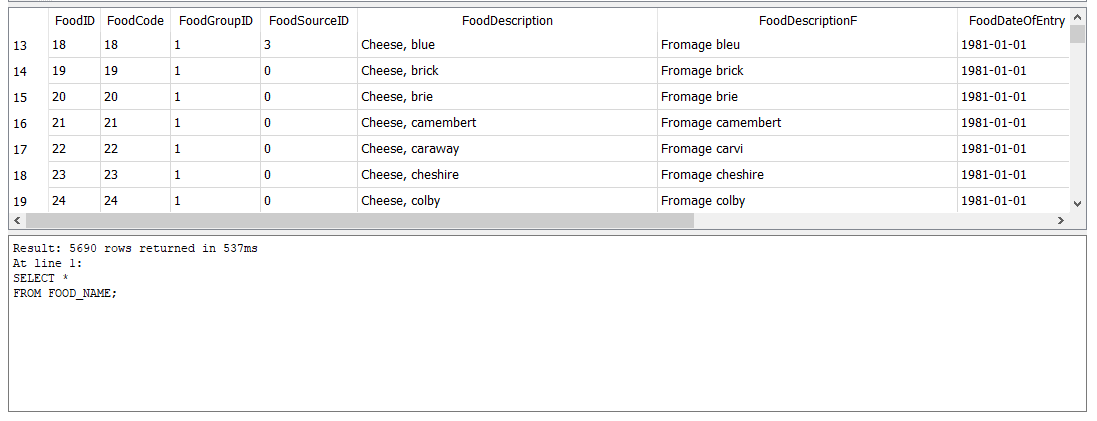 FoodID FoodCode FoodGroupID FoodSourceID FoodDescription FoodDescriptionF FoodDateOfEntry
13 18 18 1 3 Cheese, blue Fromage bleu 1981-01-01
14 19 19 1 0 Cheese, brick Fromage brick 1981-01-01
15 20 20 1 0 Cheese, brie Fromage brie 1981-01-01
16 21 21 1 0 Cheese, camembert Fromage camembert 1981-01-01
17 22 22 1 0 Cheese, caraway Fromage carvi 1981-01-01
18 23 23 1 0 Cheese, cheshire Fromage cheshire 1981-01-01
19 24 24 1 0 Cheese, colby Fromage colby 1981-01-01
Result: 5690 rows returned in 537ms
At line 1:
SELECT *
FROM FOOD_NAME;